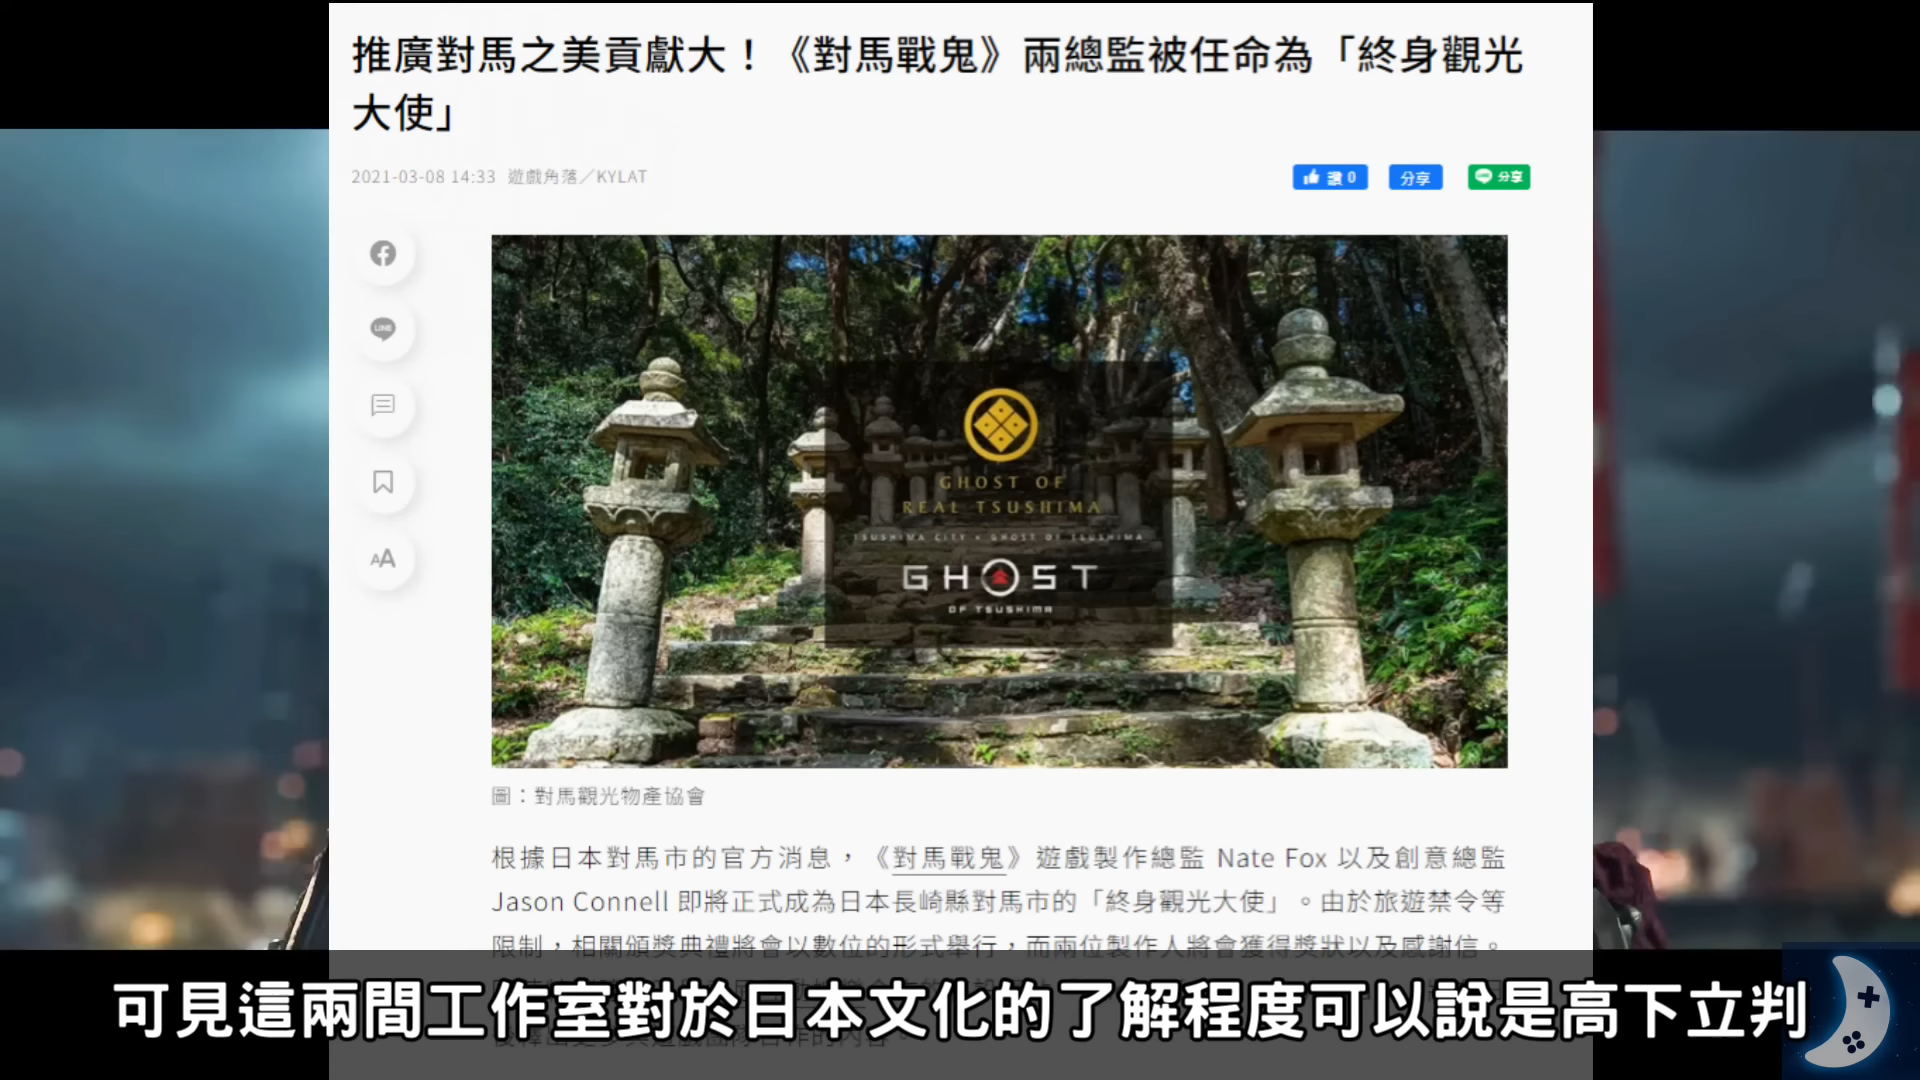 推廣對馬之美貢獻大！《對馬戰鬼》兩總監被任命為「終身觀光
大使」
2021-03-08 14:33 遊戲角落／KYLAT
讚 0
分享
分享
LINE
AA
GHOST OF
REAL TSUSHIMA
TSUSHIMA CITY × GHOST OF TSUSHIMA
GHOST
OF TSUSHIMA
圖：對馬觀光物產協會
根據日本對馬市的官方消息，《對馬戰鬼》遊戲製作總監 Nate Fox 以及創意總監
Jason Connell 即將正式成為日本長崎縣對馬市的「終身觀光大使」。由於旅遊禁令等
限制，相關頒獎典禮將會以數位的形式舉行，而兩位製作人將會獲得獎狀以及感謝信。
可見這兩間工作室對於日本文化的了解程度可以說是高下立判